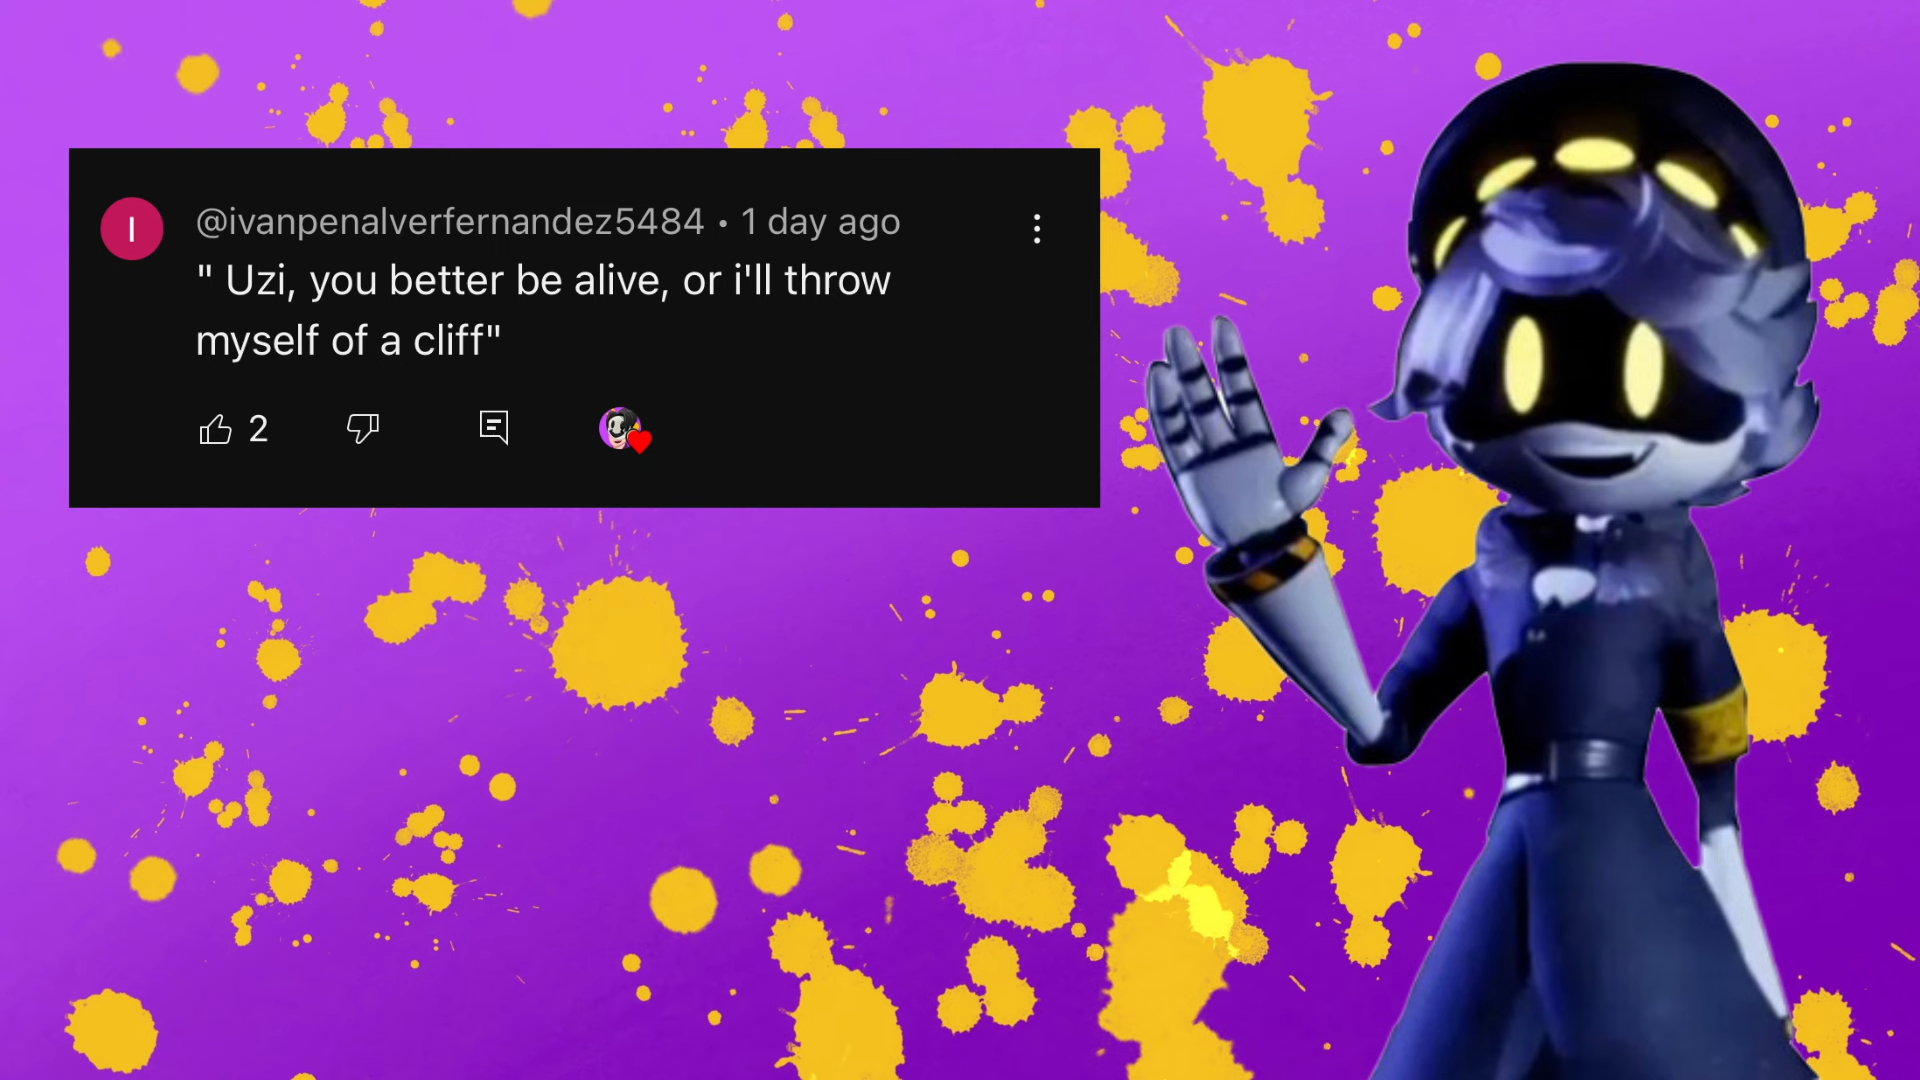 I
@ivanpenalverfernandez5484 • 1 day ago
" Uzi, you better be alive, or i'll throw
myself of a cliff"
2